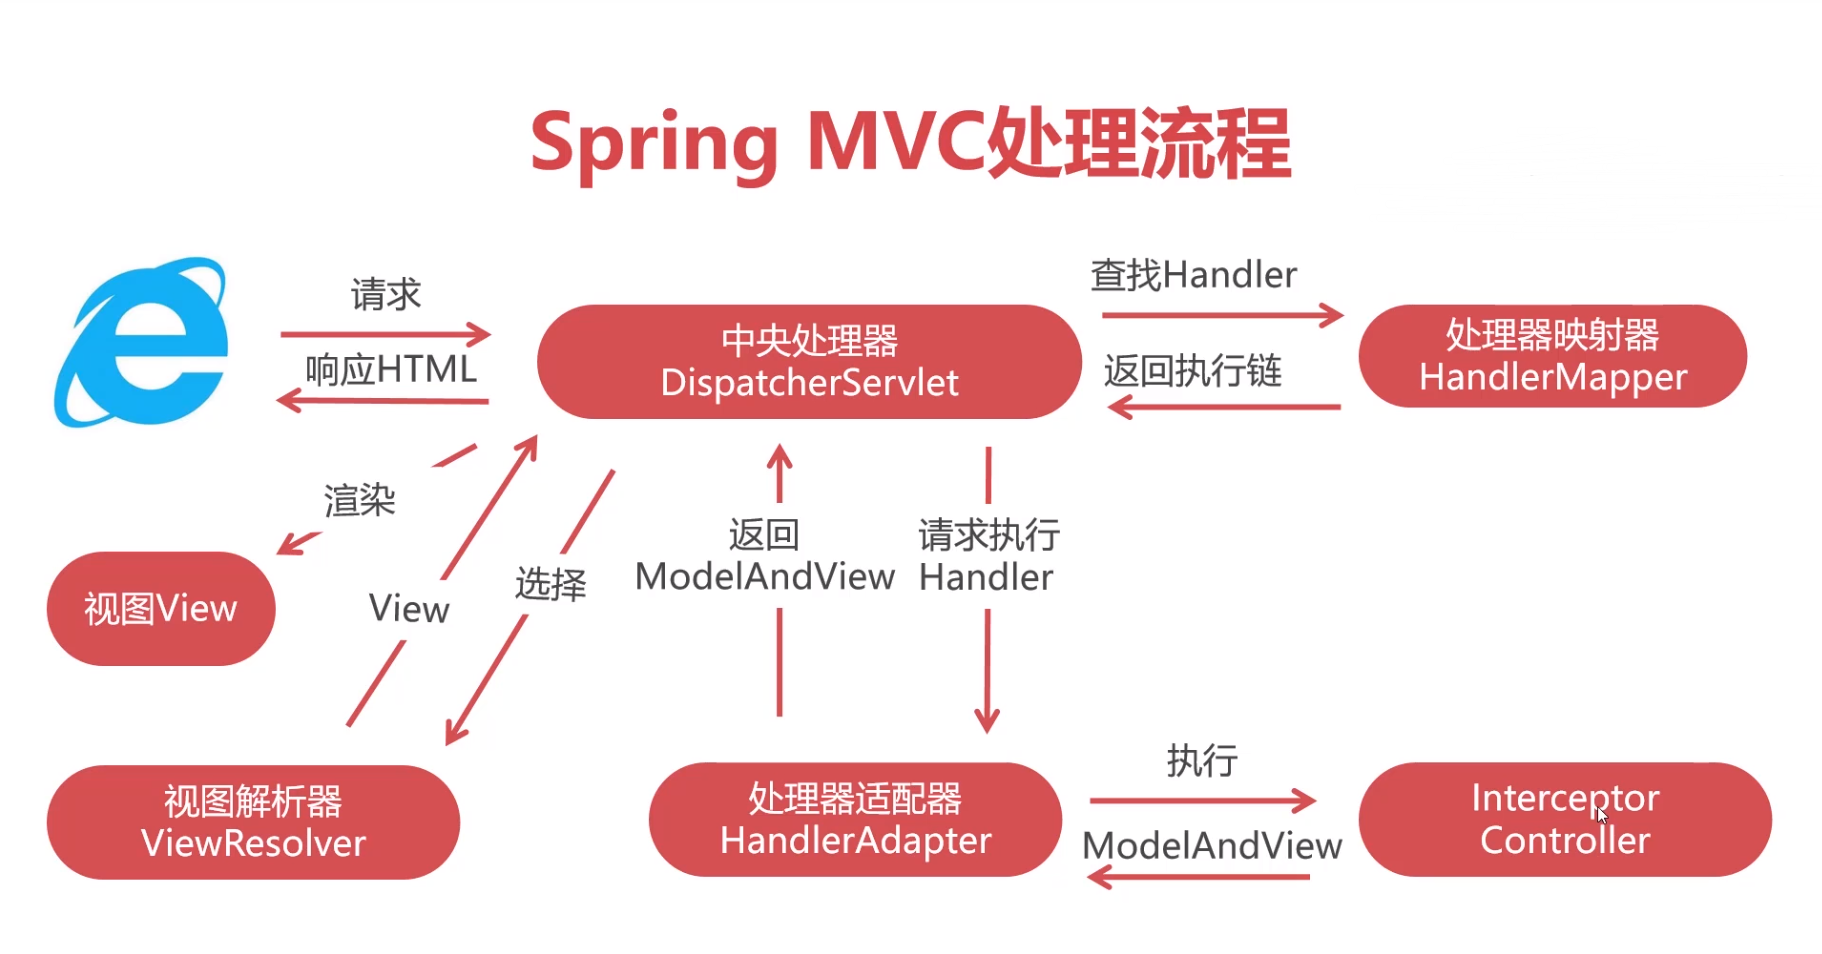 Spring MVC处理流程
请求
响应HTML
中央处理器
DispatcherServlet
查找Handler
返回执行链
处理器映射器
HandlerMapper
渲染
视图View
View
选择
返回
ModelAndView
请求执行
Handler
视图解析器
ViewResolver
处理器适配器
HandlerAdapter
执行
ModelAndView
Interceptor
Controller